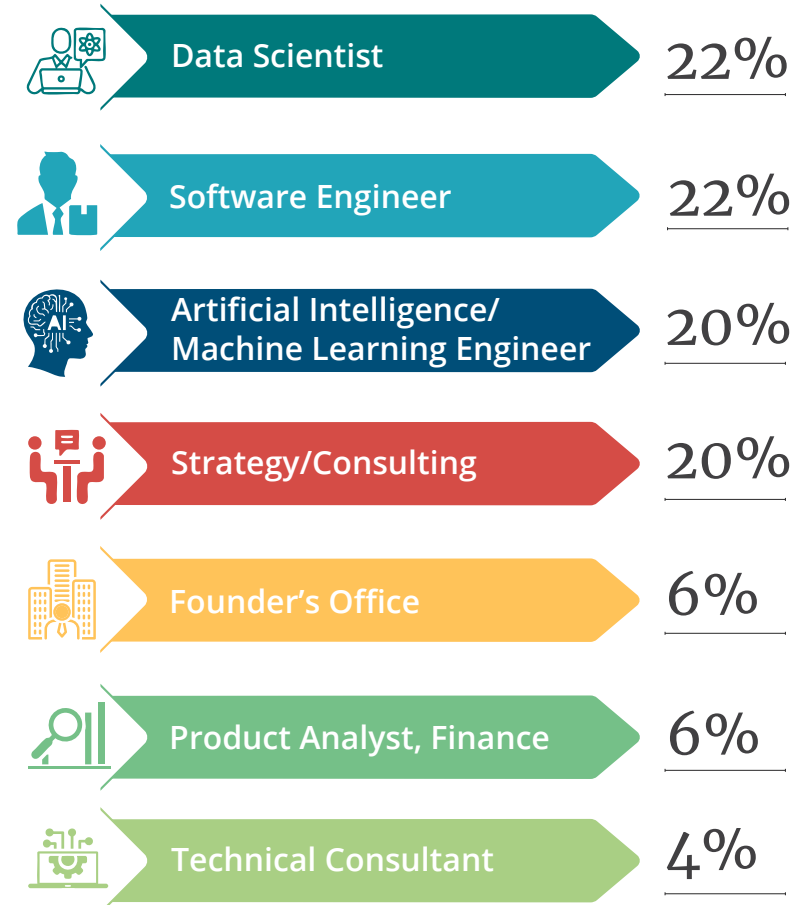 Data Scientist
22%
Software Engineer
22%
Artificial Intelligence/
Machine Learning Engineer
20%
AI
Strategy/Consulting
20%
Founder’s Office
6%
Product Analyst, Finance
6%
Technical Consultant
4%